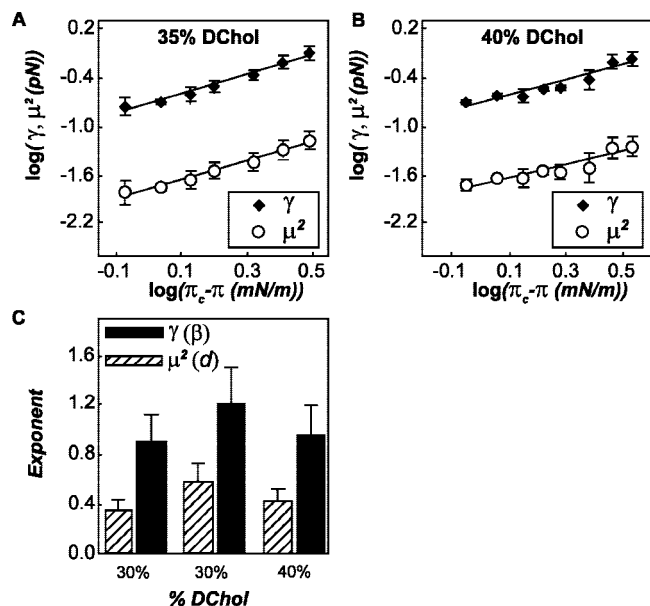 A
35% DChol
0.2
-0.4
-1.0
-1.6
-2.2
log(γ, μ² (pN))
γ
μ²
-0.1
0.1
0.3
0.5
log(π_c-π (mN/m))
B
40% DChol
0.2
-0.4
-1.0
-1.6
-2.2
log(γ, μ² (pN))
γ
μ²
-0.1
0.1
0.3
0.5
log(π_c-π (mN/m))
C
γ (β)
μ² (d)
1.6
1.2
0.8
0.4
0.0
Exponent
30%
30%
40%
% DChol